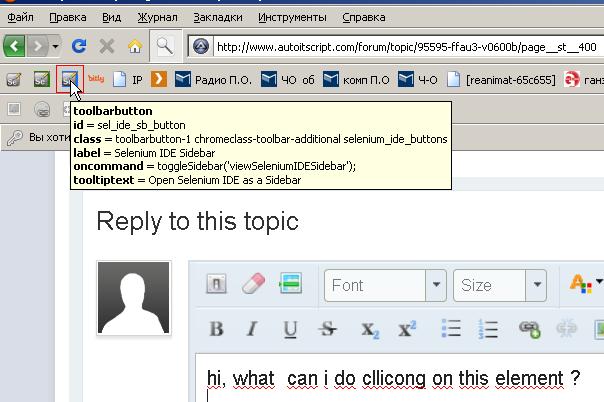 Файл Правка Вид Журнал Закладки Инструменты Справка
http://www.autoitscript.com/forum/topic/95595-ffau3-v0600b/page__st__400
bitly IP Радио П.О. ЧО об комп П.О Ч-О [reanimat-65c655] ганз
Вы хоти
toolbarbutton
id = sel_ide_sb_button
class = toolbarbutton-1 chromeclass-toolbar-additional selenium_ide_buttons
label = Selenium IDE Sidebar
oncommand = toggleSidebar('viewSeleniumIDESidebar');
tooltiptext = Open Selenium IDE as a Sidebar
Reply to this topic
Font Size A
B I U S X₂ X²
hi, what can i do cllicong on this element ?